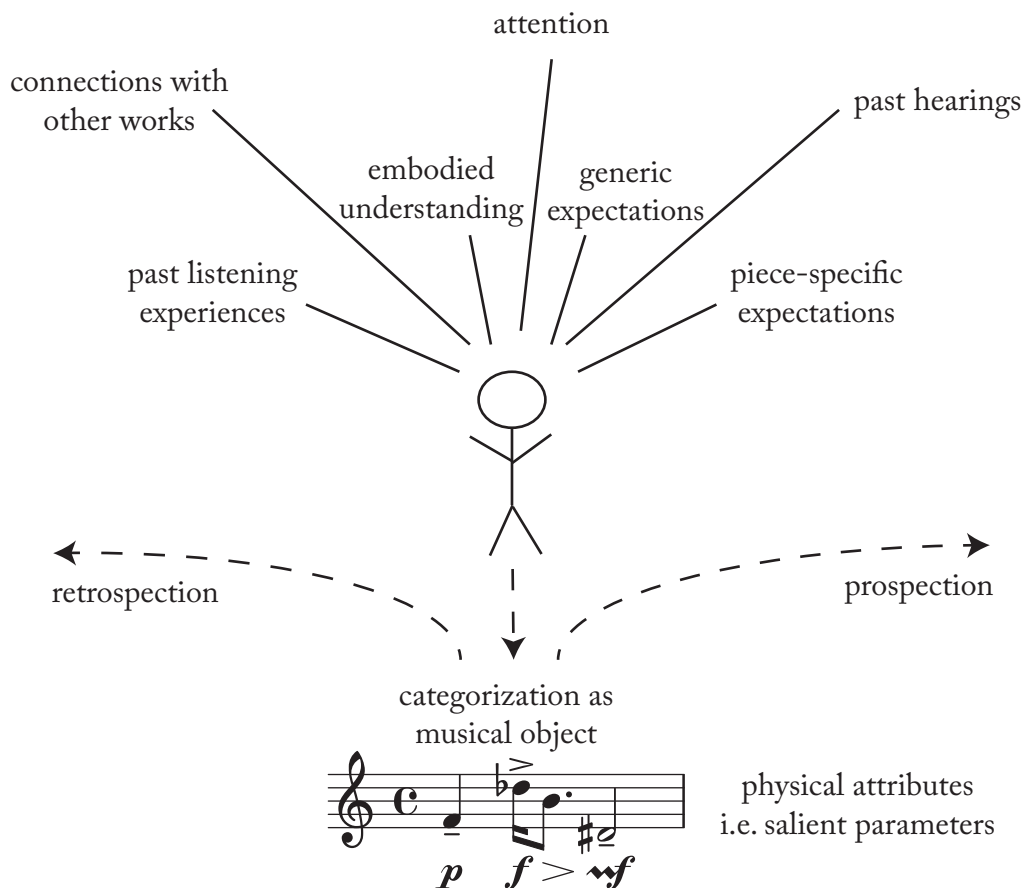 attention
connections with
other works
past hearings
embodied
understanding
generic
expectations
past listening
experiences
piece-specific
expectations
retrospection
prospection
categorization as
musical object
physical attributes
i.e. salient parameters
p f